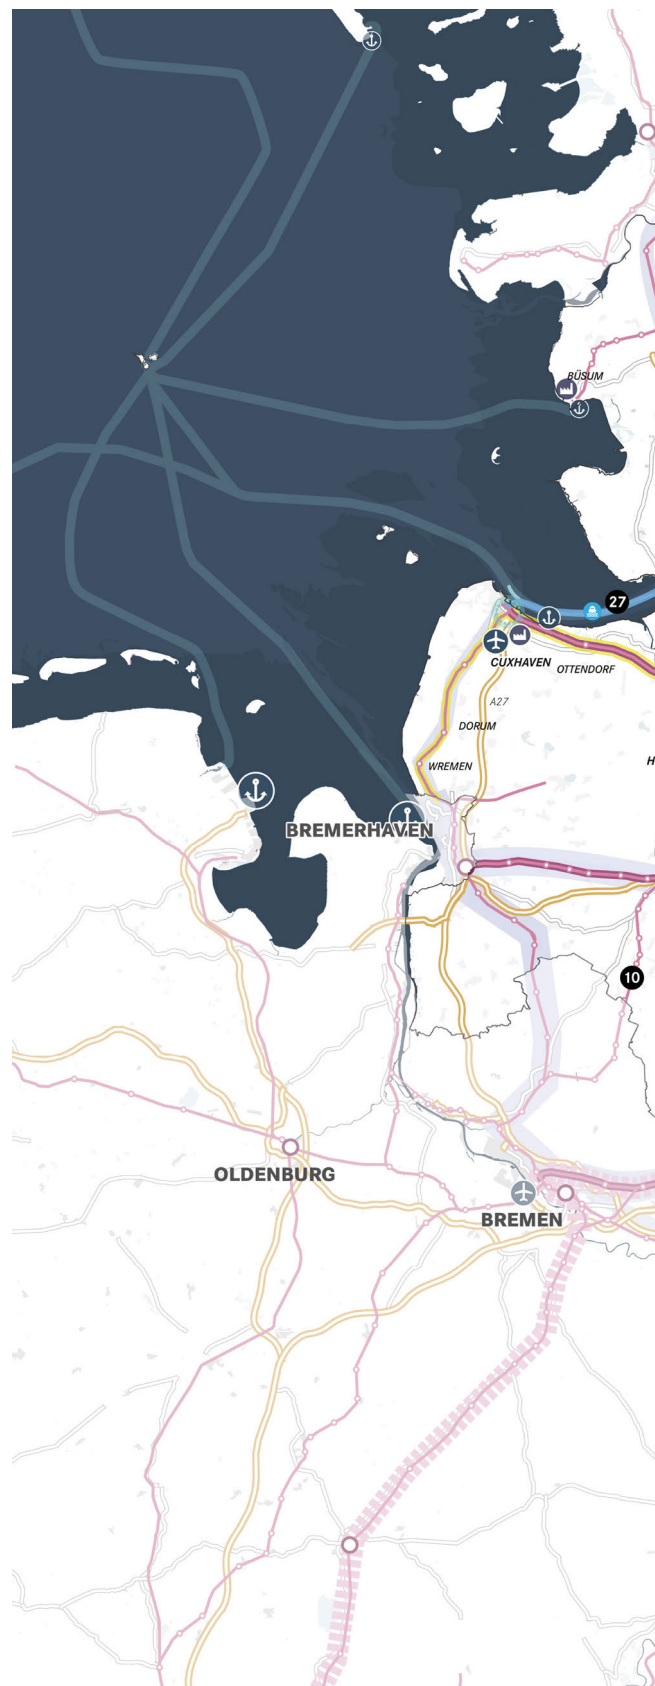 BÜSUM
27
CUXHAVEN
OTTENDORF
A27
DORUM
H
WREMEN
BREMERHAVEN
10
OLDENBURG
BREMEN